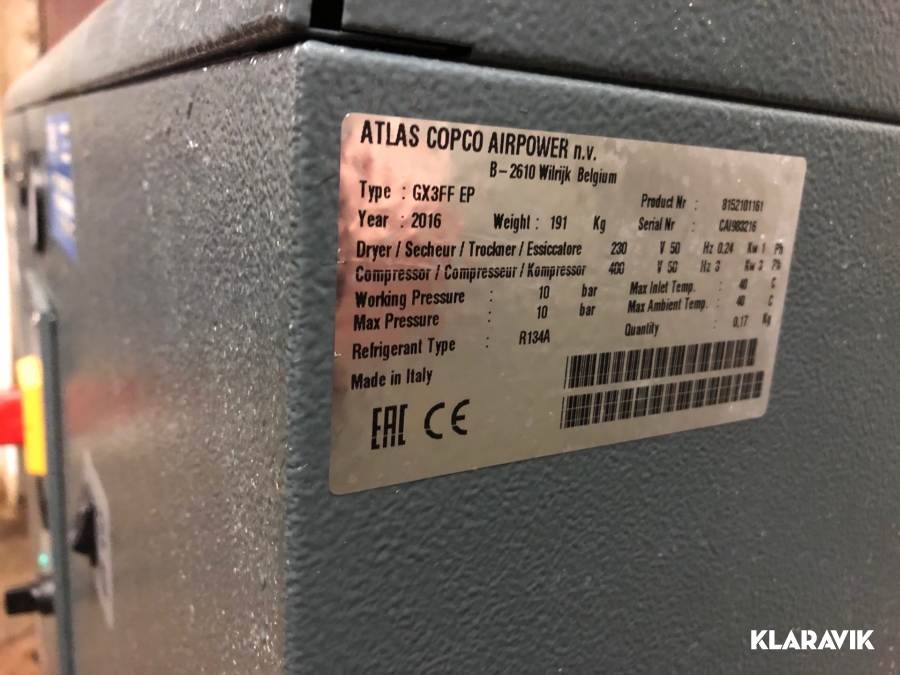 ATLAS COPCO AIRPOWER n.v.
B-2610 Wilrijk Belgium
Type : GX3FF EP
Product Nr : 8152101161
Year : 2016 Weight : 191 Kg
Serial Nr : CAI983216
Dryer / Secheur / Trockner / Essiccatore 230 V 50 Hz 0.24 Kw 1 Ph
Compressor / Compresseur / Kompressor 400 V 50 Hz 3 Kw 3 Ph
Working Pressure : 10 bar Max Inlet Temp. : 40 C
Max Pressure : 10 bar Max Ambient Temp. : 40 C
Refrigerant Type : R134A Quantity : 0,17 Kg
Made in Italy
EAC CE
KLARAVIK